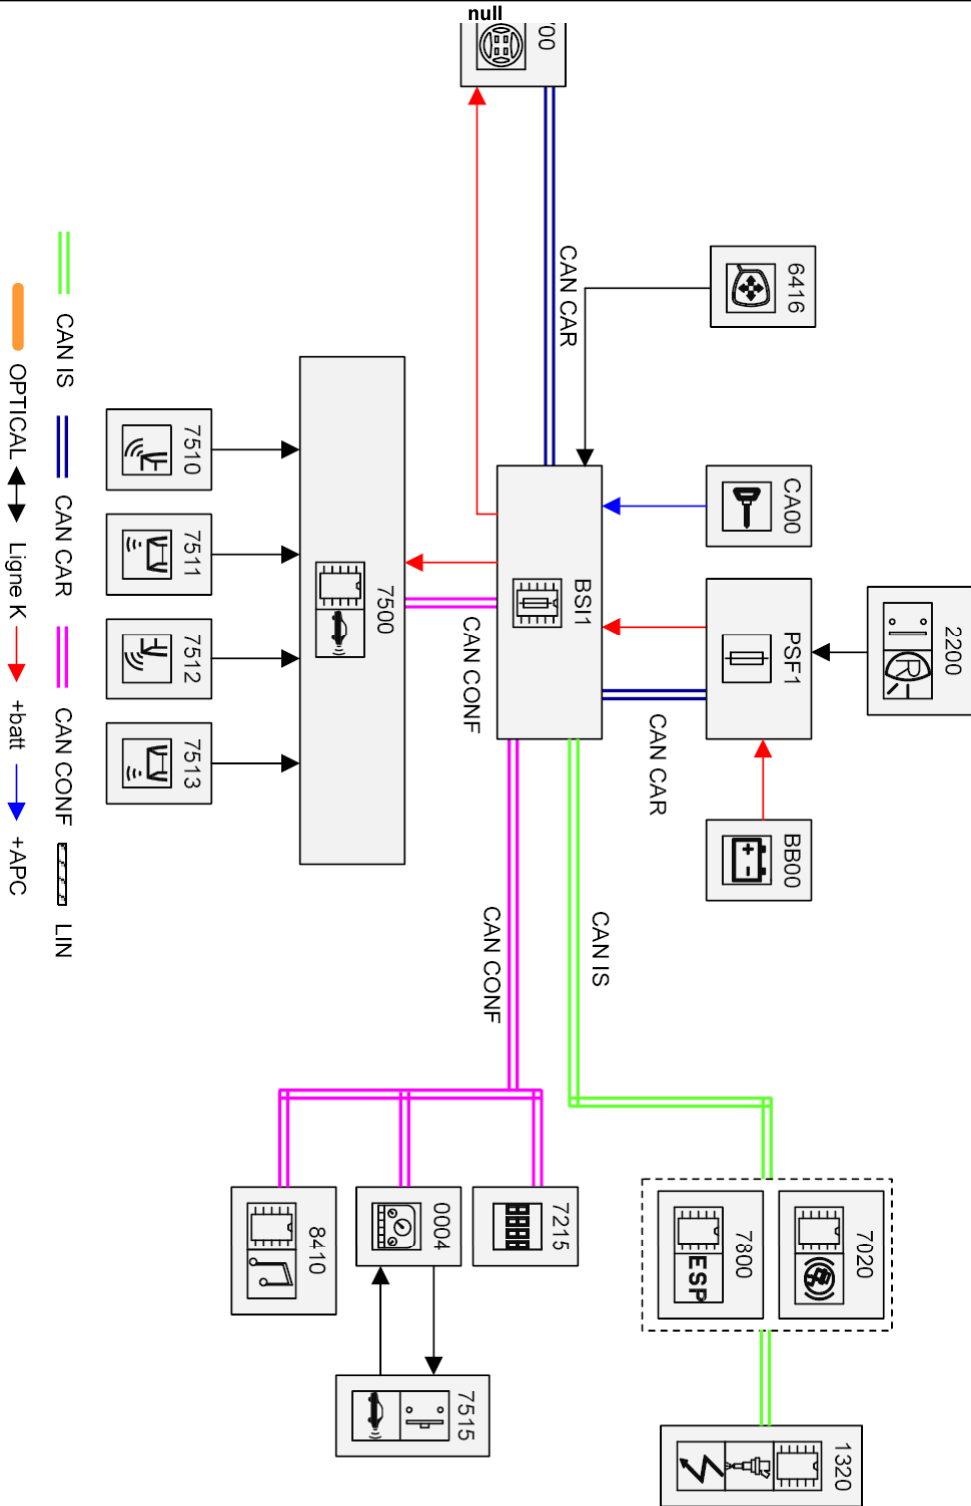 null
00
CAN CAR
6416
CA00
BSI1
PSF1
2200
CAN CAR
BB00
7500
CAN CONF
7510
7511
7512
7513
CAN IS
CAN CONF
7215
0004
8410
7515
7020
7800
ESP
1320
CAN IS
CAN CAR
CAN CONF
LIN
OPTICAL
Ligne K
+batt
+APC